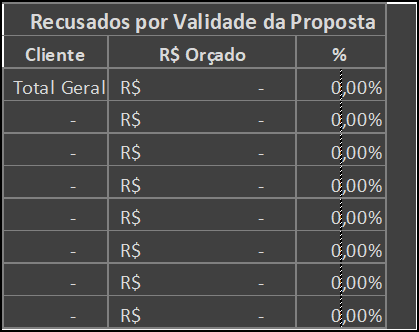 Recusados por Validade da Proposta
Cliente R$ Orçado %
Total Geral R$ - 0,00%
- R$ - 0,00%
- R$ - 0,00%
- R$ - 0,00%
- R$ - 0,00%
- R$ - 0,00%
- R$ - 0,00%
- R$ - 0,00%